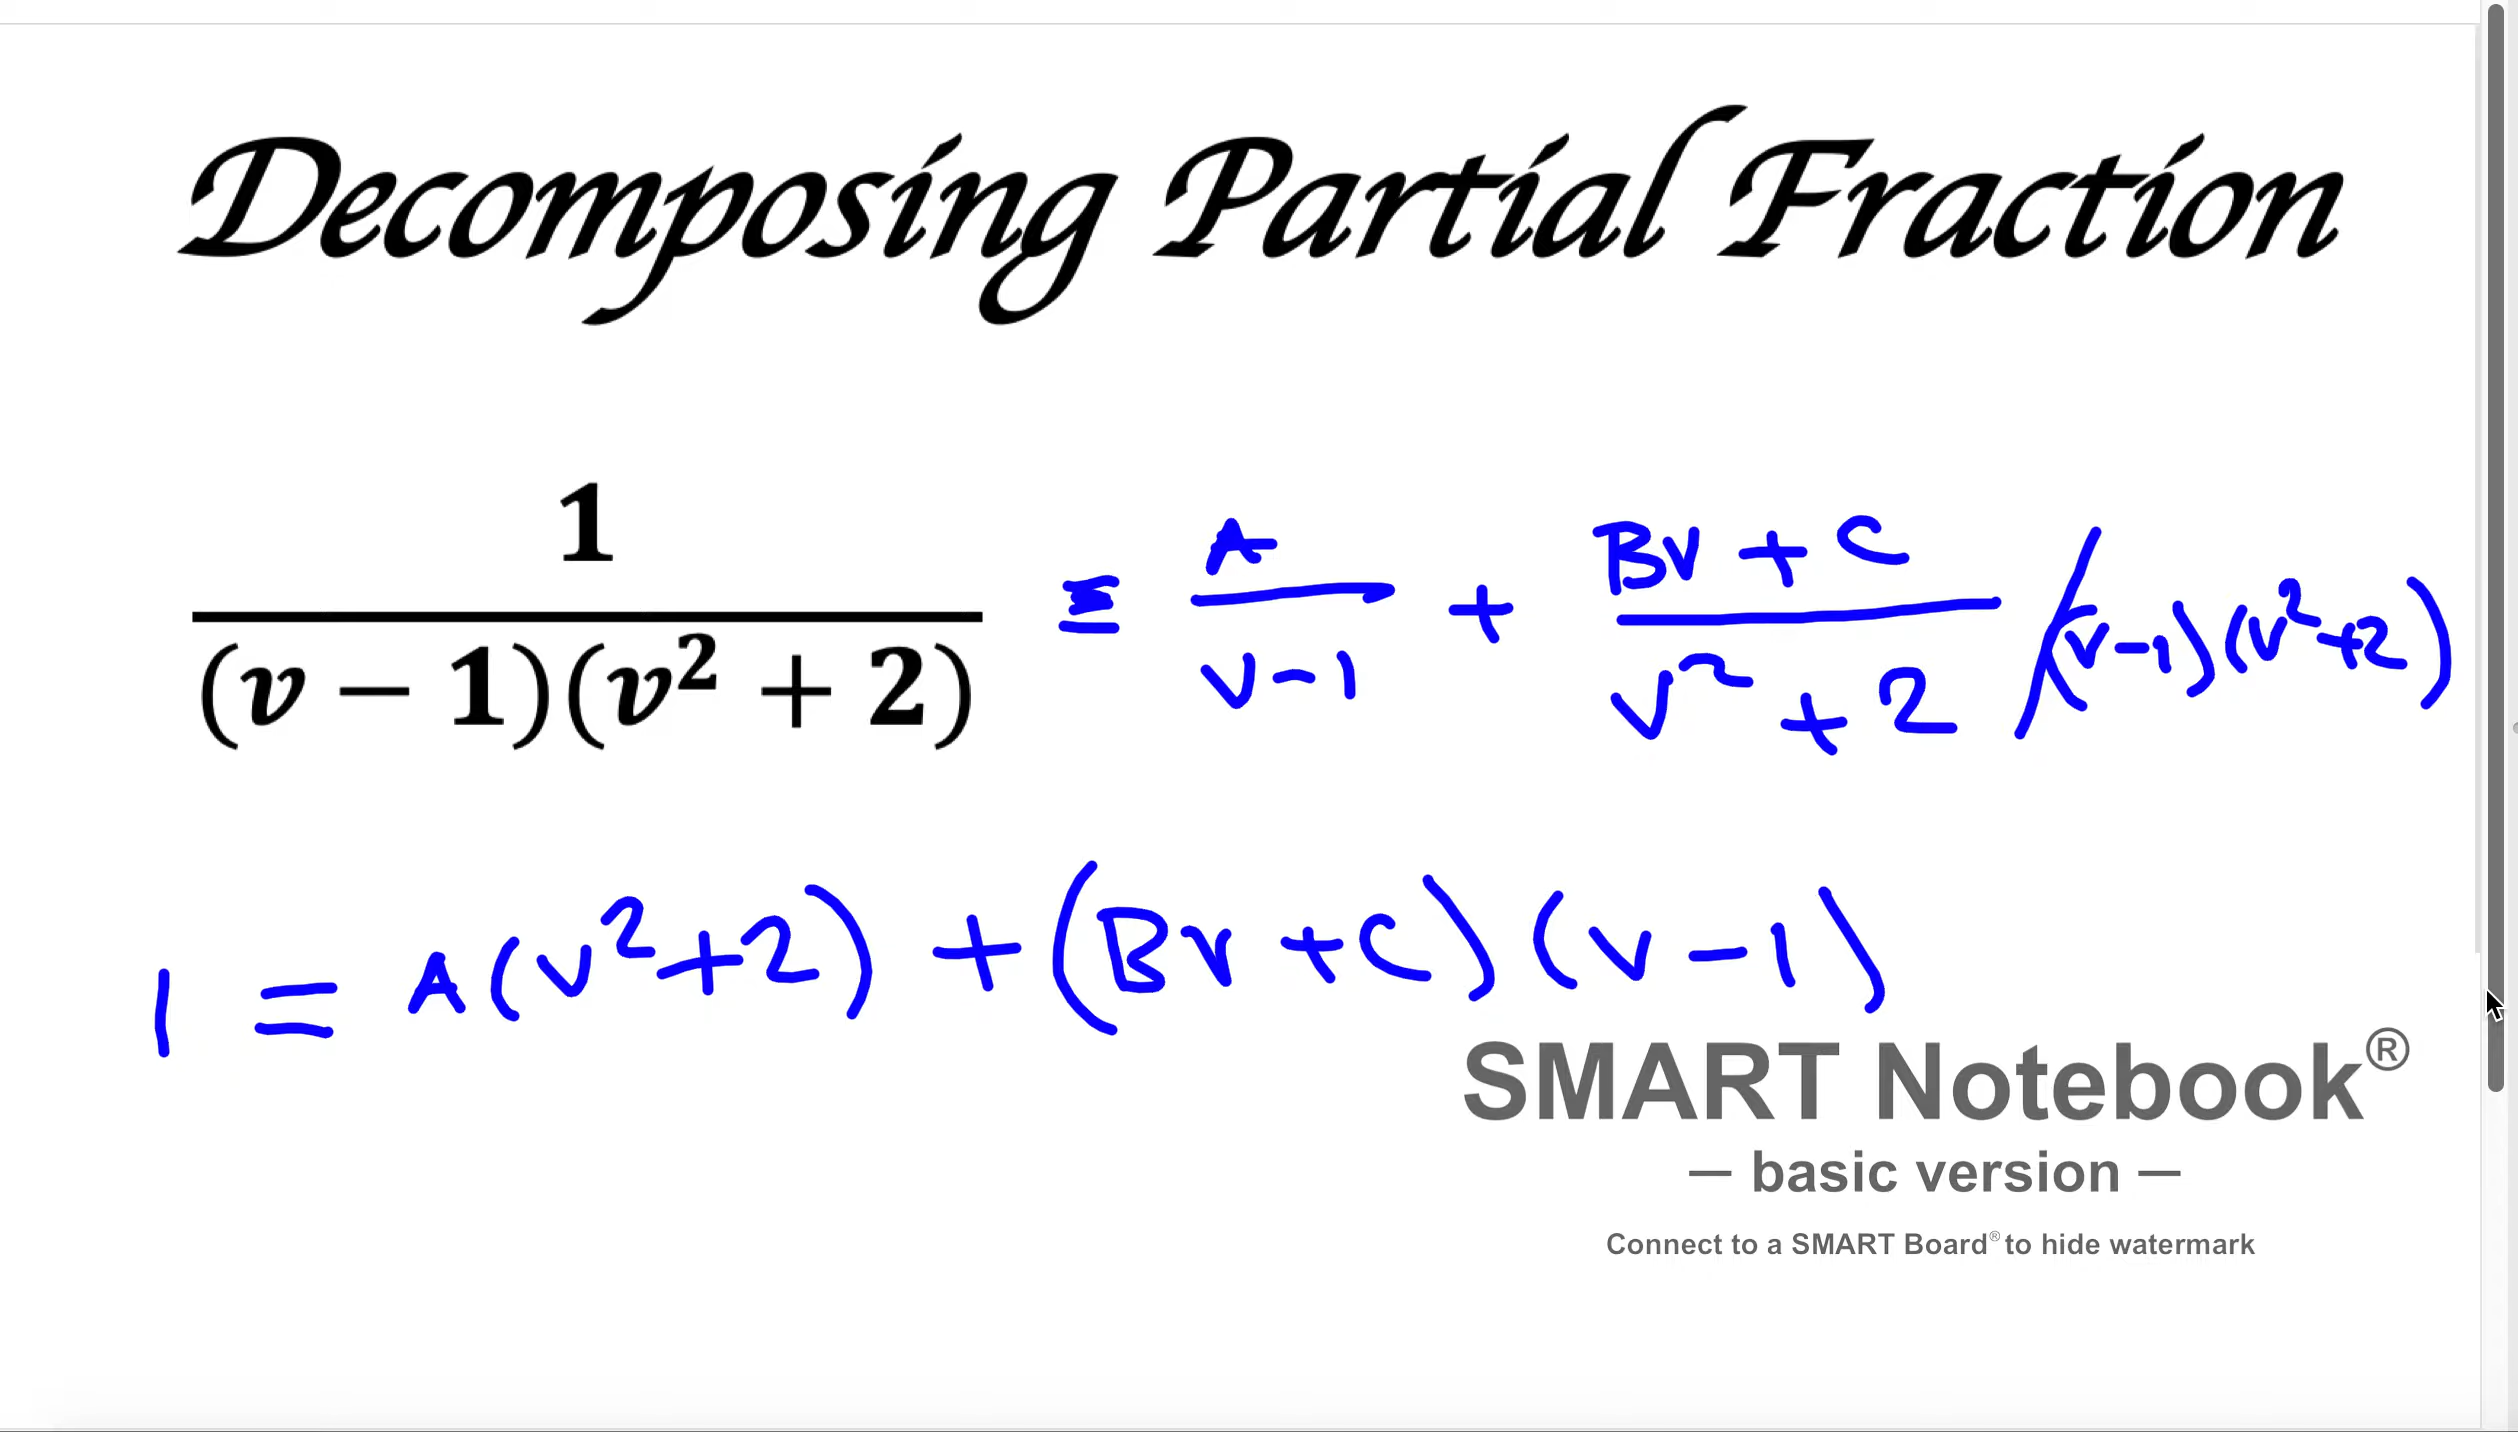 Decomposing Partial Fraction
1
A
Bv + C
≡ ——— + ——— /(v-1)(v²+2)
(v − 1)(v² + 2)
v - 1
v² + 2
1 = A(v²+2) + (Bv+C)(v-1)
SMART Notebook®
— basic version —
Connect to a SMART Board® to hide watermark